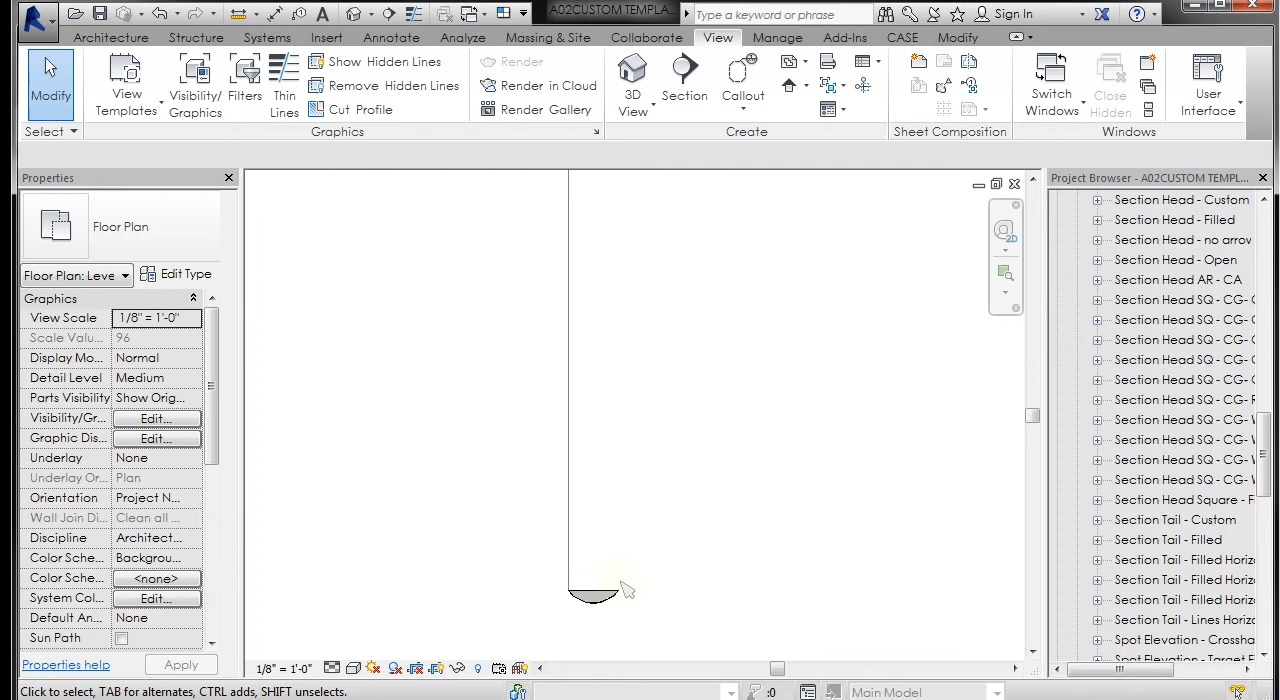 A02CUSTOM TEMPLA...
Type a keyword or phrase
Sign In
Architecture
Structure
Systems
Insert
Annotate
Analyze
Massing & Site
Collaborate
View
Manage
Add-Ins
CASE
Modify
Modify
View
Templates
Visibility/
Graphics
Filters
Thin
Lines
Show Hidden Lines
Remove Hidden Lines
Cut Profile
Render
Render in Cloud
Render Gallery
3D
View
Section
Callout
Switch
Windows
Close
Hidden
User
Interface
Select
Graphics
Create
Sheet Composition
Windows
Properties
Floor Plan
Floor Plan: Leve
Edit Type
Graphics
View Scale 1/8" = 1'-0"
Scale Valu... 96
Display Mo... Normal
Detail Level Medium
Parts Visibility Show Orig...
Visibility/Gr... Edit...
Graphic Dis... Edit...
Underlay None
Underlay Or... Plan
Orientation Project N...
Wall Join Di... Clean all ...
Discipline Architect...
Color Sche... Backgrou...
Color Sche... <none>
System Col... Edit...
Default An... None
Sun Path
Properties help
Apply
2D
1/8" = 1'-0"
Project Browser - A02CUSTOM TEMPL...
Section Head - Custom
Section Head - Filled
Section Head - no arrow
Section Head - Open
Section Head AR - CA
Section Head SQ - CG- C
Section Head SQ - CG- C
Section Head SQ - CG- C
Section Head SQ - CG- C
Section Head SQ - CG- C
Section Head SQ - CG- R
Section Head SQ - CG- W
Section Head SQ - CG- W
Section Head SQ - CG- W
Section Head SQ - CG- W
Section Head Square - F
Section Tail - Custom
Section Tail - Filled
Section Tail - Filled Horiz
Section Tail - Filled Horiz
Section Tail - Filled Horiz
Section Tail - Lines Horiz
Spot Elevation - Crossha
Spot Elevation - Target F
Click to select, TAB for alternates, CTRL adds, SHIFT unselects.
:0
Main Model